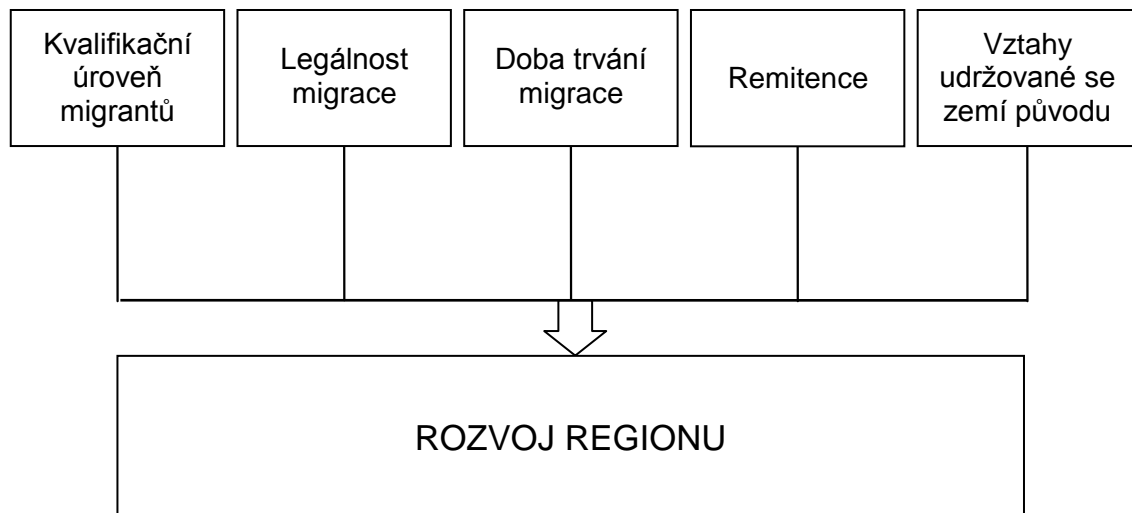 Kvalifikační
úroveň
migrantů
Legálnost
migrace
Doba trvání
migrace
Remitence
Vztahy
udržované se
zemí původu
ROZVOJ REGIONU